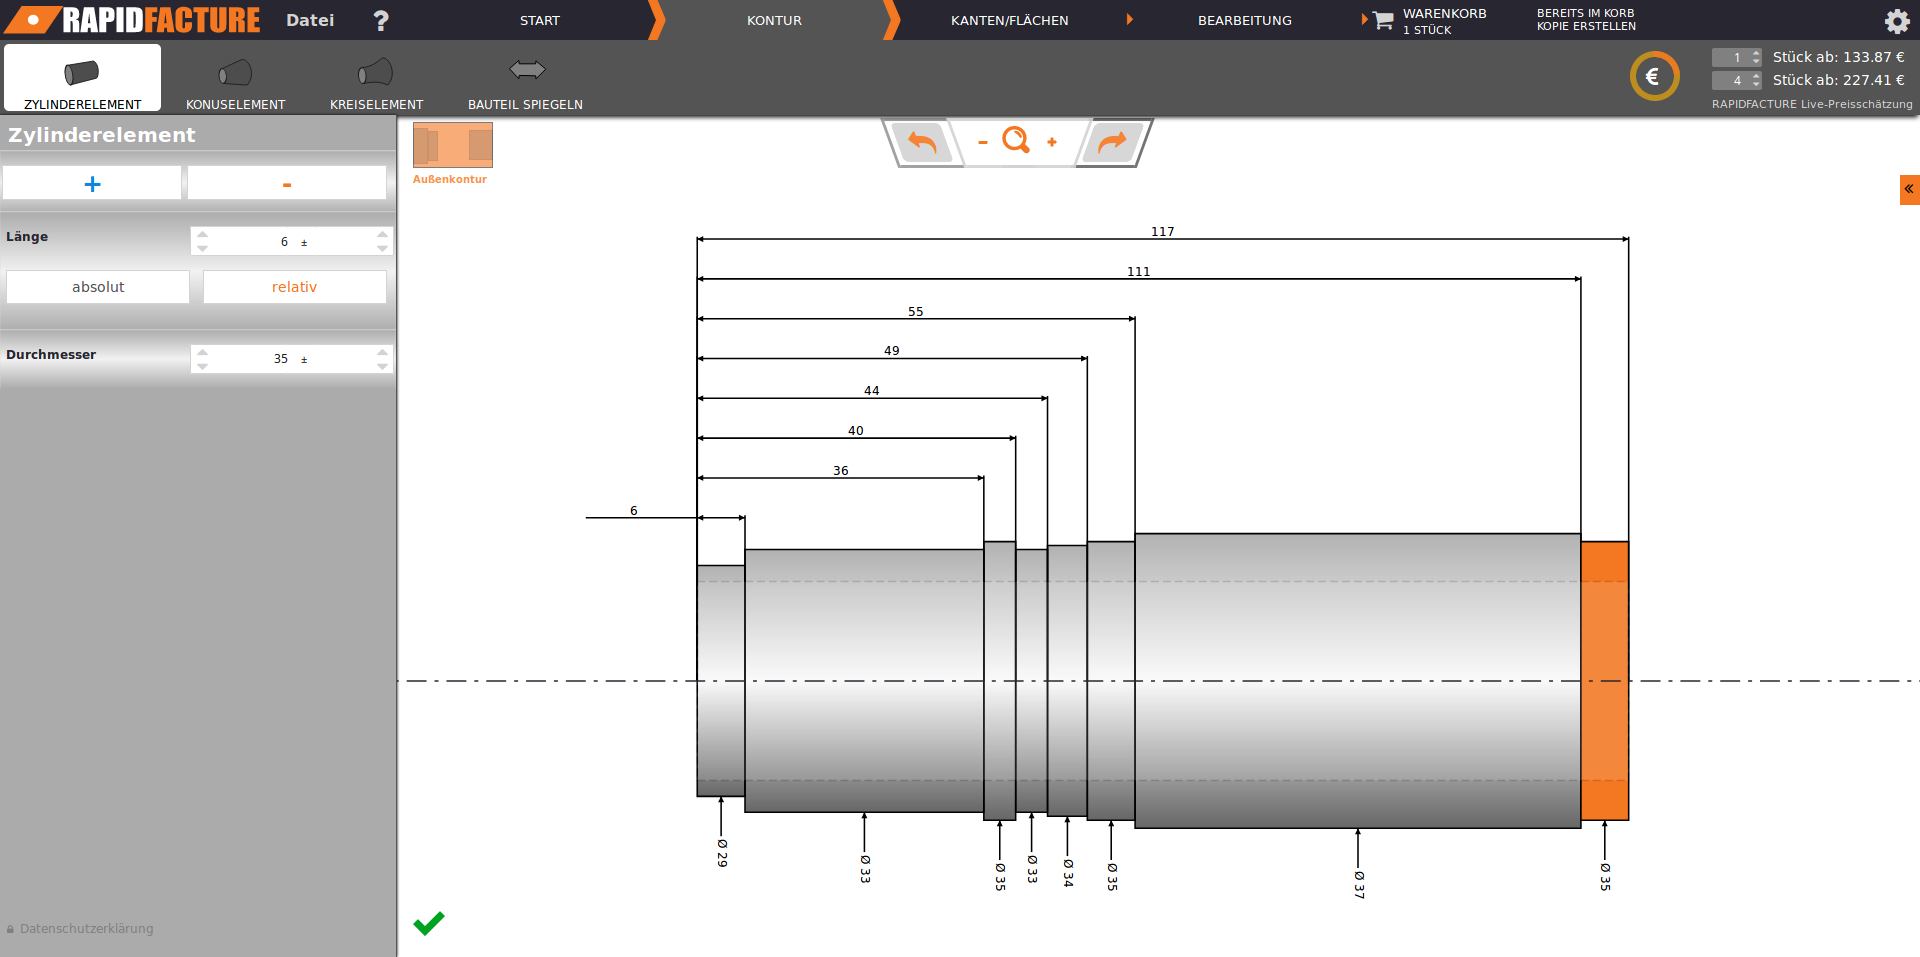 RAPIDFACTURE
Datei
?
START
KONTUR
KANTEN/FLÄCHEN
BEARBEITUNG
WARENKORB
1 STÜCK
BEREITS IM KORB
KOPIE ERSTELLEN
ZYLINDERELEMENT
KONUSELEMENT
KREISELEMENT
BAUTEIL SPIEGELN
€
1 Stück ab: 133.87 €
4 Stück ab: 227.41 €
RAPIDFACTURE Live-Preisschätzung
Zylinderelement
+ -
Länge 6 ±
absolut relativ
Durchmesser 35 ±
Datenschutzerklärung
Außenkontur
- +
«
117
111
55
49
44
40
36
6
Ø 29
Ø 33
Ø 35
Ø 33
Ø 34
Ø 35
Ø 37
Ø 35